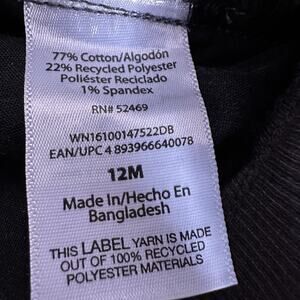 77% Cotton/Algodón
22% Recycled Polyester
Poliéster Reciclado
1% Spandex
RN# 52469
WN16100147522DB
EAN/UPC 4 893966640078
12M
Made In/Hecho En
Bangladesh
THIS LABEL YARN IS MADE
OUT OF 100% RECYCLED
POLYESTER MATERIALS